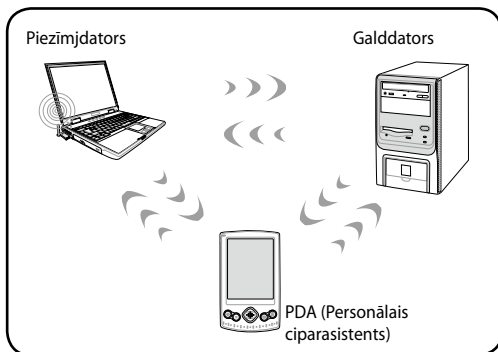 Piezīmjdators
Galddators
PDA (Personālais
ciparasistents)